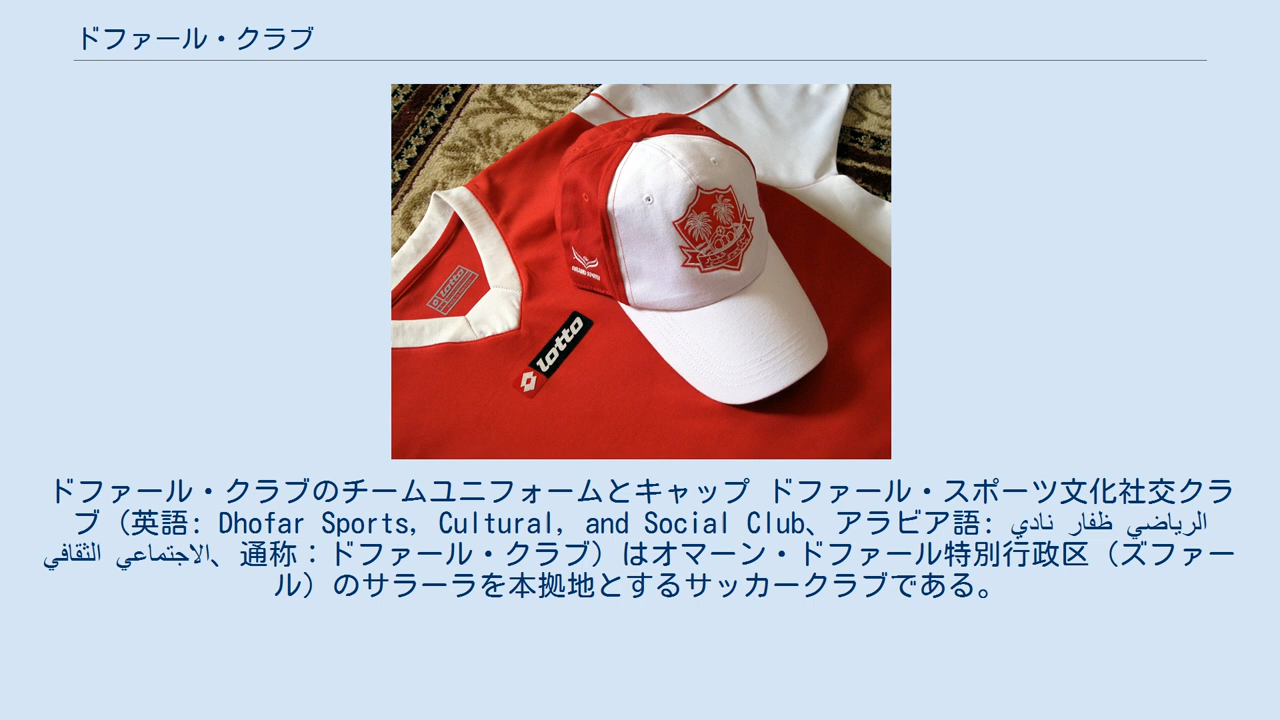 ドファール・クラブ
lotto
lotto
ドファール・クラブのチームユニフォームとキャップ ドファール・スポーツ文化社交クラ
ブ（英語: Dhofar Sports, Cultural, and Social Club、アラビア語: نادي ظفار الرياضي
الثقافي الاجتماعي、通称：ドファール・クラブ）はオマーン・ドファール特別行政区（ズファー
ル）のサラーラを本拠地とするサッカークラブである。